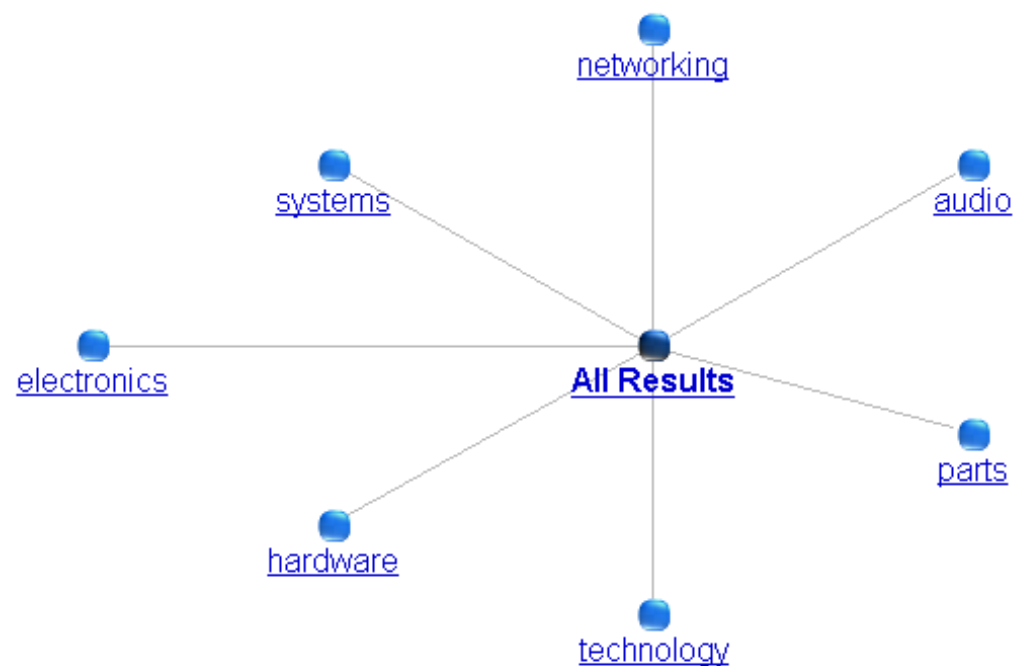 networking
systems
audio
electronics
All Results
parts
hardware
technology